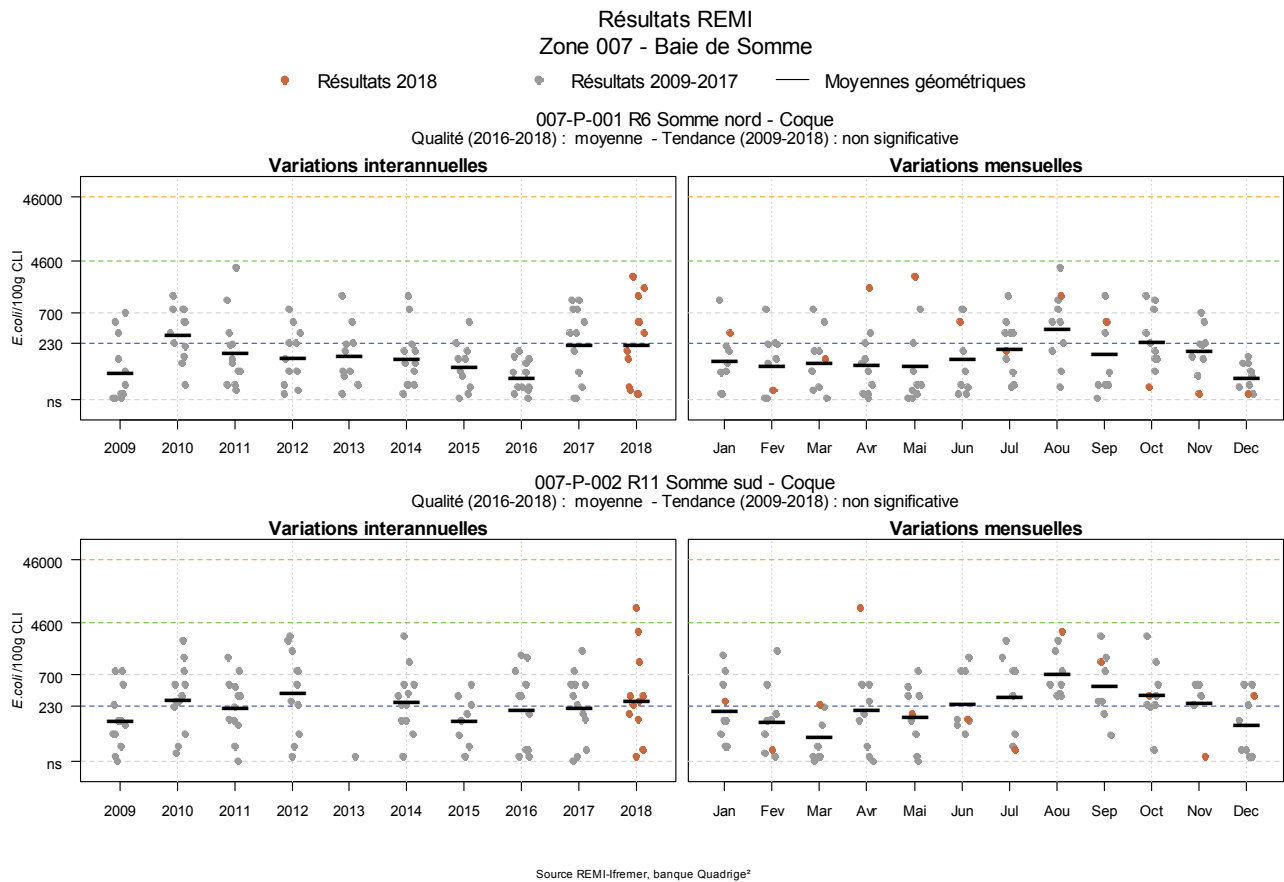 Résultats REMI
Zone 007 - Baie de Somme
Résultats 2018 Résultats 2009-2017 Moyennes géométriques
007-P-001 R6 Somme nord - Coque
Qualité (2016-2018) : moyenne - Tendance (2009-2018) : non significative
Variations interannuelles Variations mensuelles
E.coli/100g CLI
46000
4600
700
230
ns
2009 2010 2011 2012 2013 2014 2015 2016 2017 2018 Jan Fev Mar Avr Mai Jun Jul Aou Sep Oct Nov Dec
007-P-002 R11 Somme sud - Coque
Qualité (2016-2018) : moyenne - Tendance (2009-2018) : non significative
Variations interannuelles Variations mensuelles
E.coli/100g CLI
46000
4600
700
230
ns
2009 2010 2011 2012 2013 2014 2015 2016 2017 2018 Jan Fev Mar Avr Mai Jun Jul Aou Sep Oct Nov Dec
Source REMI-Ifremer, banque Quadrige²